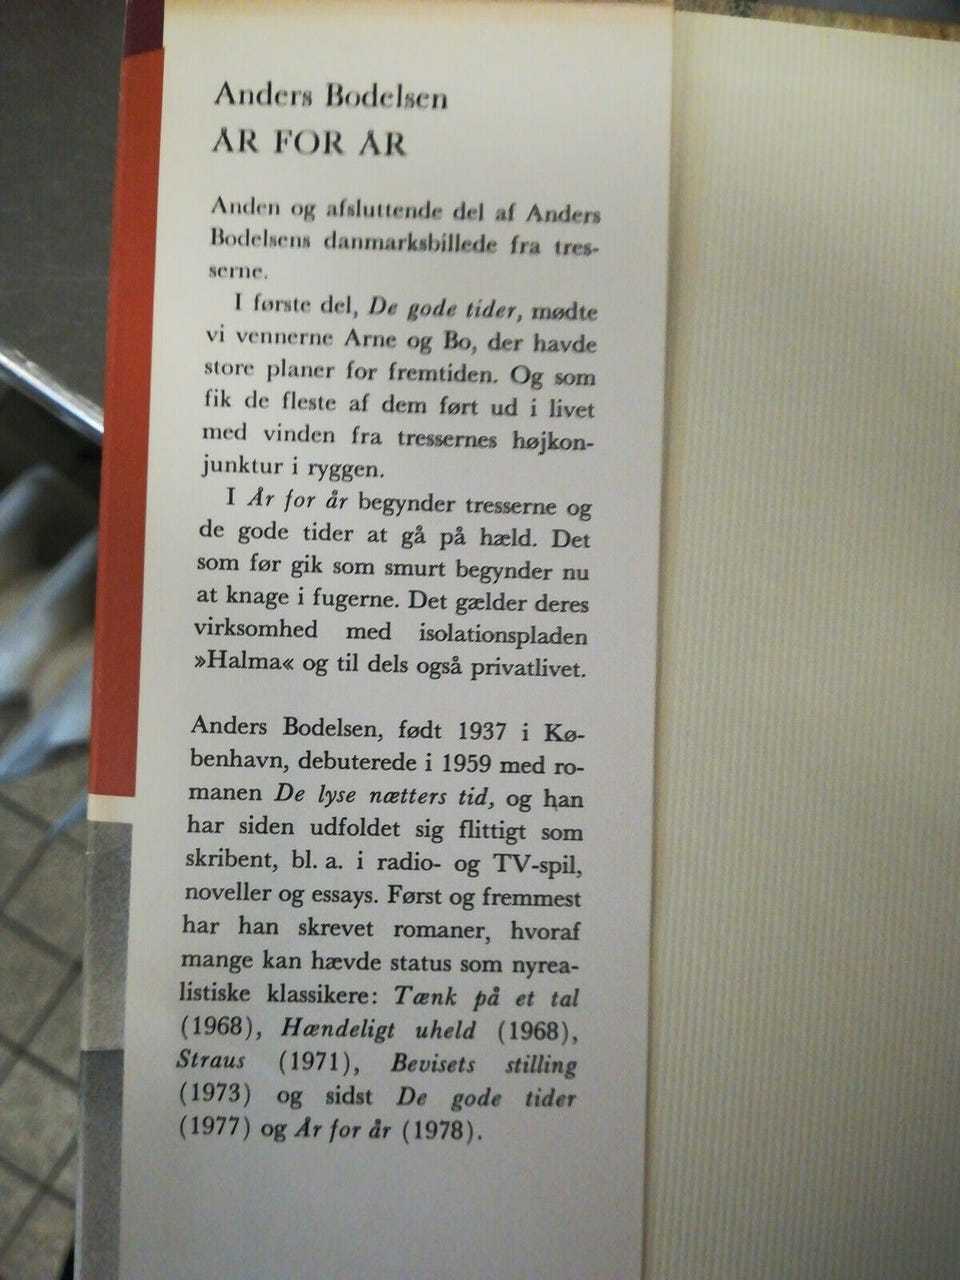 Anders Bodelsen
ÅR FOR ÅR
Anden og afsluttende del af Anders
Bodelsens danmarksbillede fra tres-
serne.
I første del, De gode tider, mødte
vi vennerne Arne og Bo, der havde
store planer for fremtiden. Og som
fik de fleste af dem ført ud i livet
med vinden fra tressernes højkon-
junktur i ryggen.
I År for år begynder tresserne og
de gode tider at gå på hæld. Det
som før gik som smurt begynder nu
at knage i fugerne. Det gælder deres
virksomhed med isolationspladen
»Halma« og til dels også privatlivet.
Anders Bodelsen, født 1937 i Kø-
benhavn, debuterede i 1959 med ro-
manen De lyse nætters tid, og han
har siden udfoldet sig flittigt som
skribent, bl. a. i radio- og TV-spil,
noveller og essays. Først og fremmest
har han skrevet romaner, hvoraf
mange kan hævde status som nyrea-
listiske klassikere: Tænk på et tal
(1968), Hændeligt uheld (1968),
Straus (1971), Bevisets stilling
(1973) og sidst De gode tider
(1977) og År for år (1978).